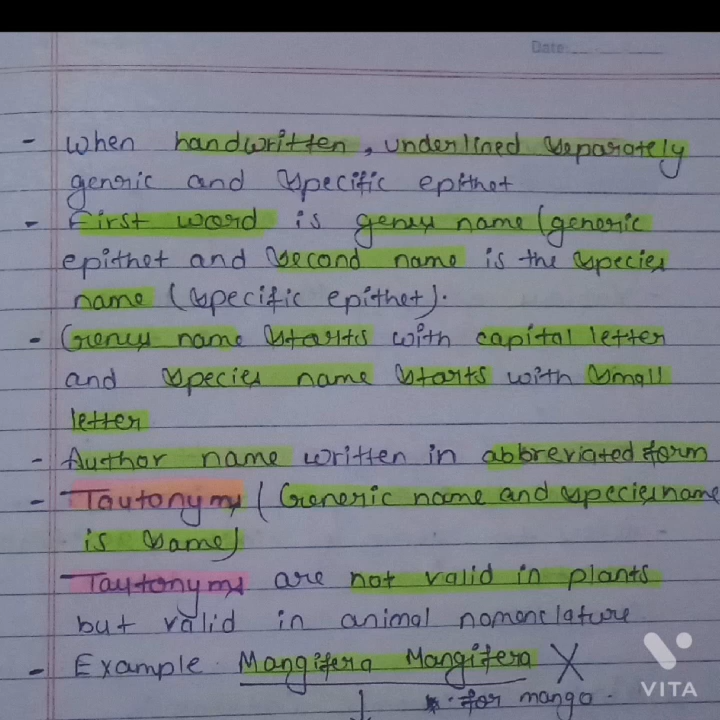 Date
- When handwritten, underlined separately
generic and specific epithet
- First word is genus name (generic
epithet and second name is the species
name (specific epithet).
- Genus name starts with capital letter
and species name starts with small
letter
- Author name written in abbreviated form
- Tautonyms (Generic name and species name
is same)
Tautonyms are not valid in plants
but valid in animal nomenclature
- Example. Mangifera Mangifera X
for mango.
VITA